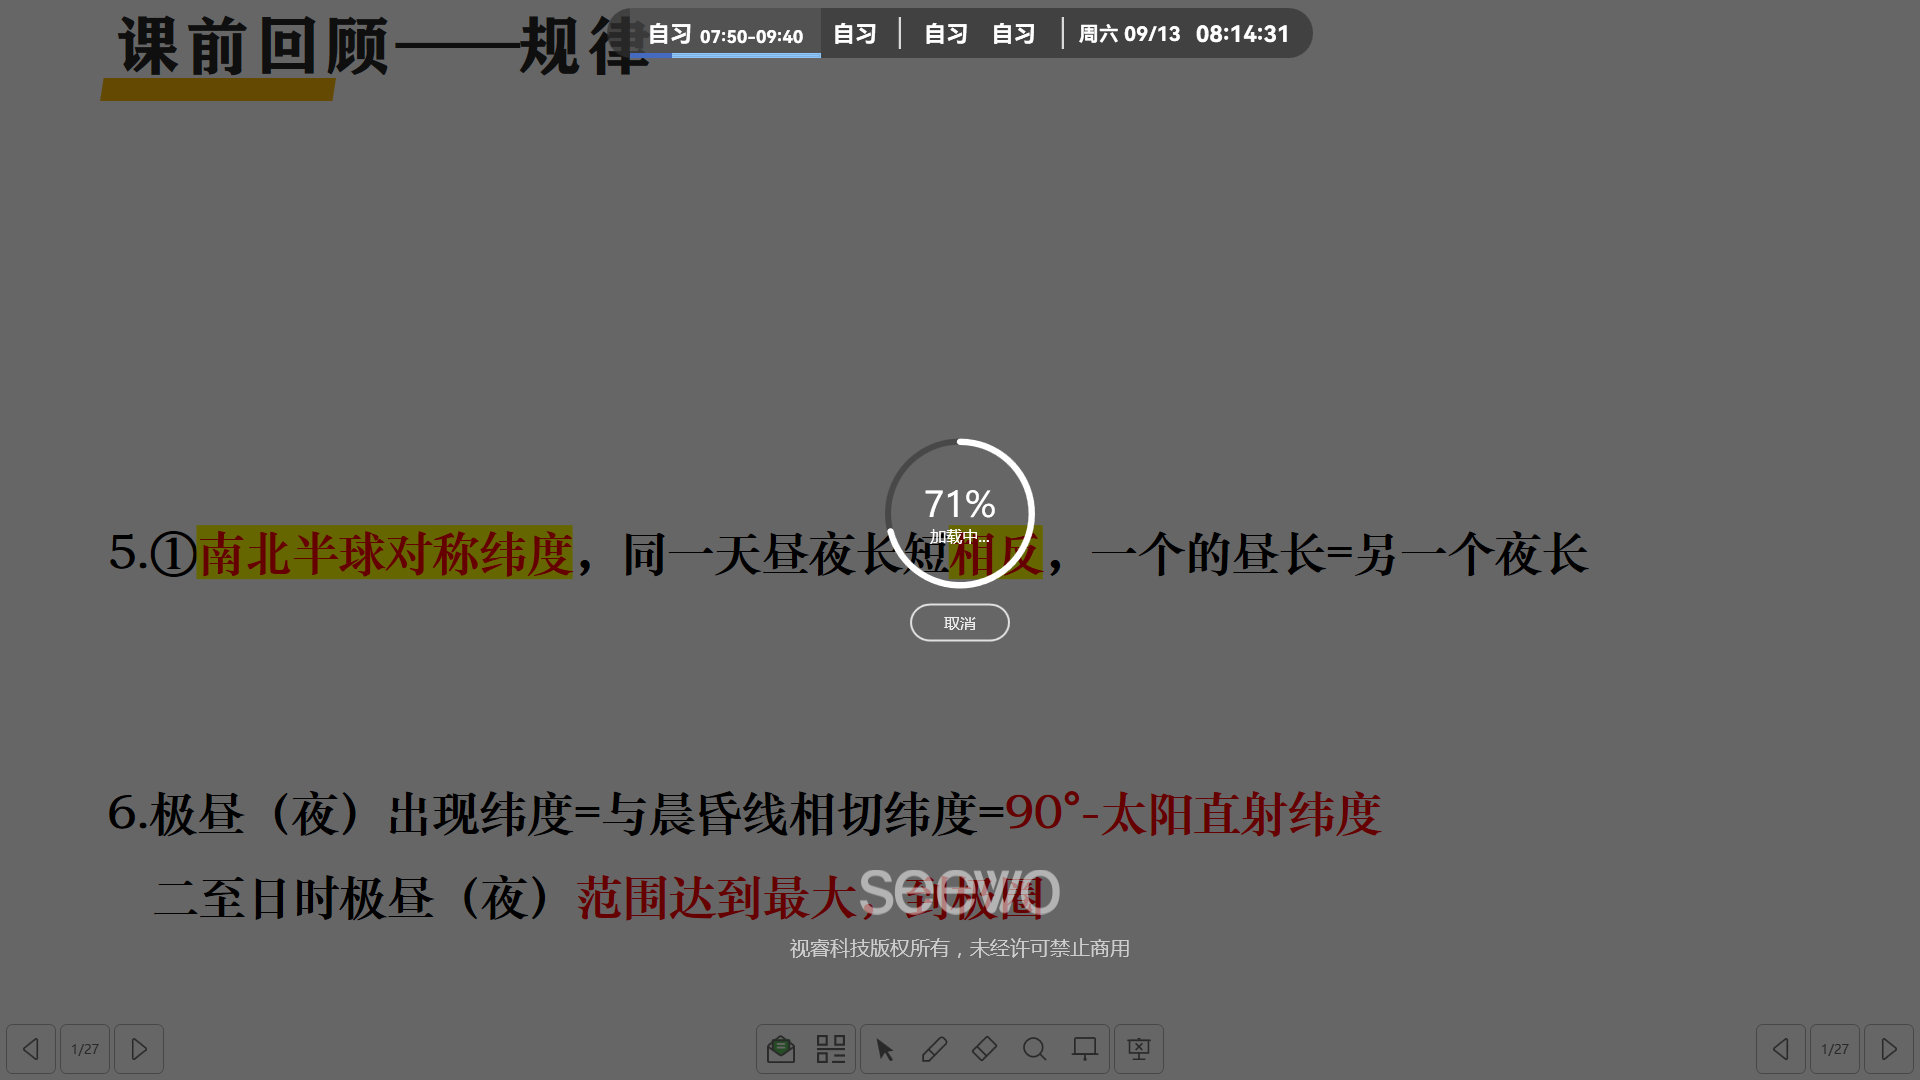 课前回顾——规律
自习 07:50-09:40 自习 自习 自习 周六 09/13 08:14:31
71%
加载中...
5.①南北半球对称纬度，同一天昼夜长短相反，一个的昼长=另一个夜长
取消
6.极昼（夜）出现纬度=与晨昏线相切纬度=90°-太阳直射纬度
二至日时极昼（夜）范围达到最大，到极圈
seewo
视睿科技版权所有，未经许可禁止商用
1/27 1/27